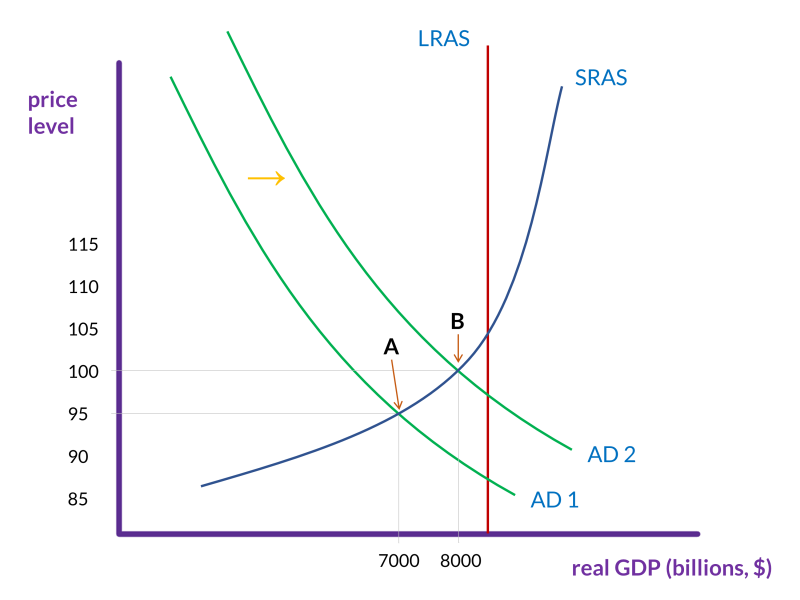 LRAS
SRAS
price
level
115
110
105
100
95
90
85
B
A
AD 2
AD 1
7000
8000
real GDP (billions, $)